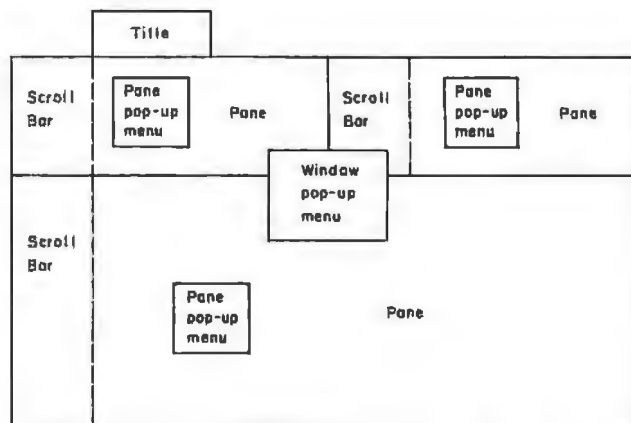 Title
Scroll
Bar
Pane
pop-up
menu
Pane
Scroll
Bar
Pane
pop-up
menu
Pane
Window
pop-up
menu
Scroll
Bar
Pane
pop-up
menu
Pane